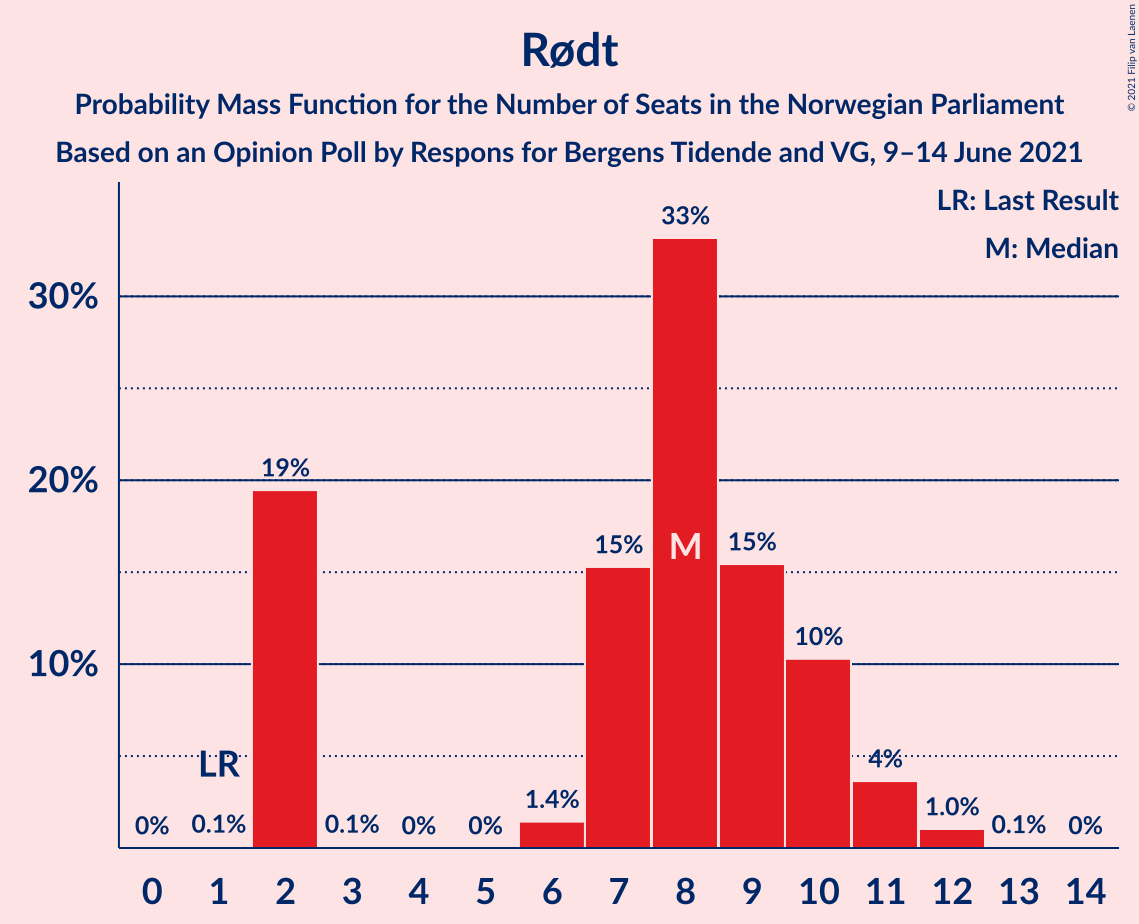 Rødt
Probability Mass Function for the Number of Seats in the Norwegian Parliament
Based on an Opinion Poll by Respons for Bergens Tidende and VG, 9–14 June 2021
© 2021 Filip van Laenen
LR: Last Result
M: Median
30%
20%
10%
0%
0.1%
LR
19%
0.1%
0%
0%
1.4%
15%
33%
M
15%
10%
4%
1.0%
0.1%
0%
0 1 2 3 4 5 6 7 8 9 10 11 12 13 14